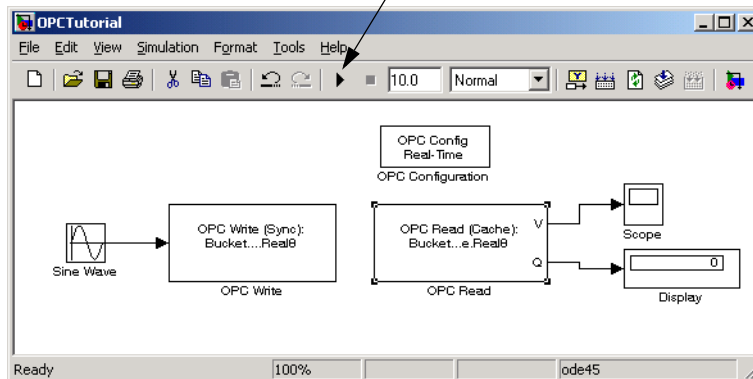 OPCTutorial
File Edit View Simulation Format Tools Help
10.0 Normal
OPC Config
Real-Time
OPC Configuration
Sine Wave
OPC Write (Sync):
Bucket....Real8
OPC Write
OPC Read (Cache):
Bucket...e.Real8
V
Q
OPC Read
Scope
0
Display
Ready 100% ode45